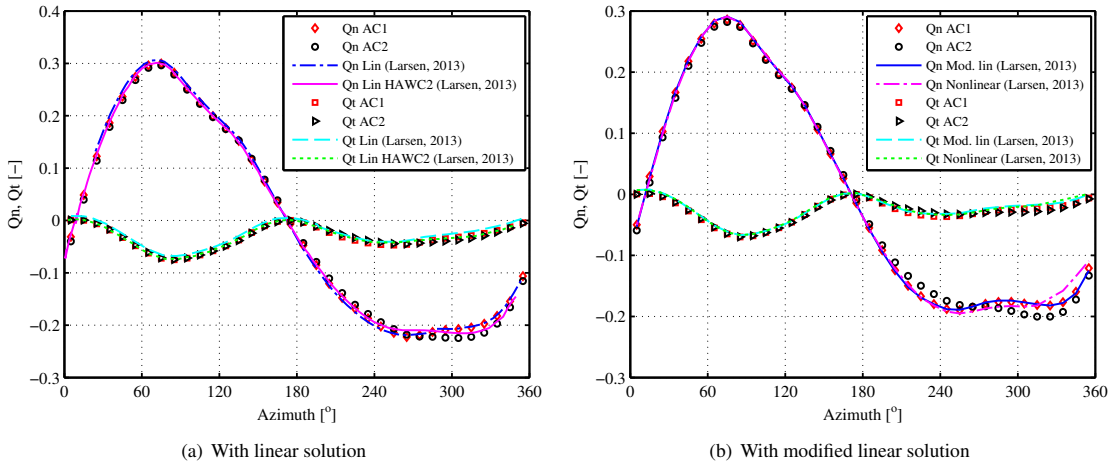 0.4
0.3
0.2
0.1
0
−0.1
−0.2
−0.3
Qn, Qt [−]
0
60
120
180
240
300
360
Azimuth [°]
Qn AC1
Qn AC2
Qn Lin (Larsen, 2013)
Qn Lin HAWC2 (Larsen, 2013)
Qt AC1
Qt AC2
Qt Lin (Larsen, 2013)
Qt Lin HAWC2 (Larsen, 2013)
(a) With linear solution
0.3
0.2
0.1
0
−0.1
−0.2
−0.3
Qn, Qt [−]
0
60
120
180
240
300
360
Azimuth [°]
Qn AC1
Qn AC2
Qn Mod. lin (Larsen, 2013)
Qn Nonlinear (Larsen, 2013)
Qt AC1
Qt AC2
Qt Mod. lin (Larsen, 2013)
Qt Nonlinear (Larsen, 2013)
(b) With modified linear solution